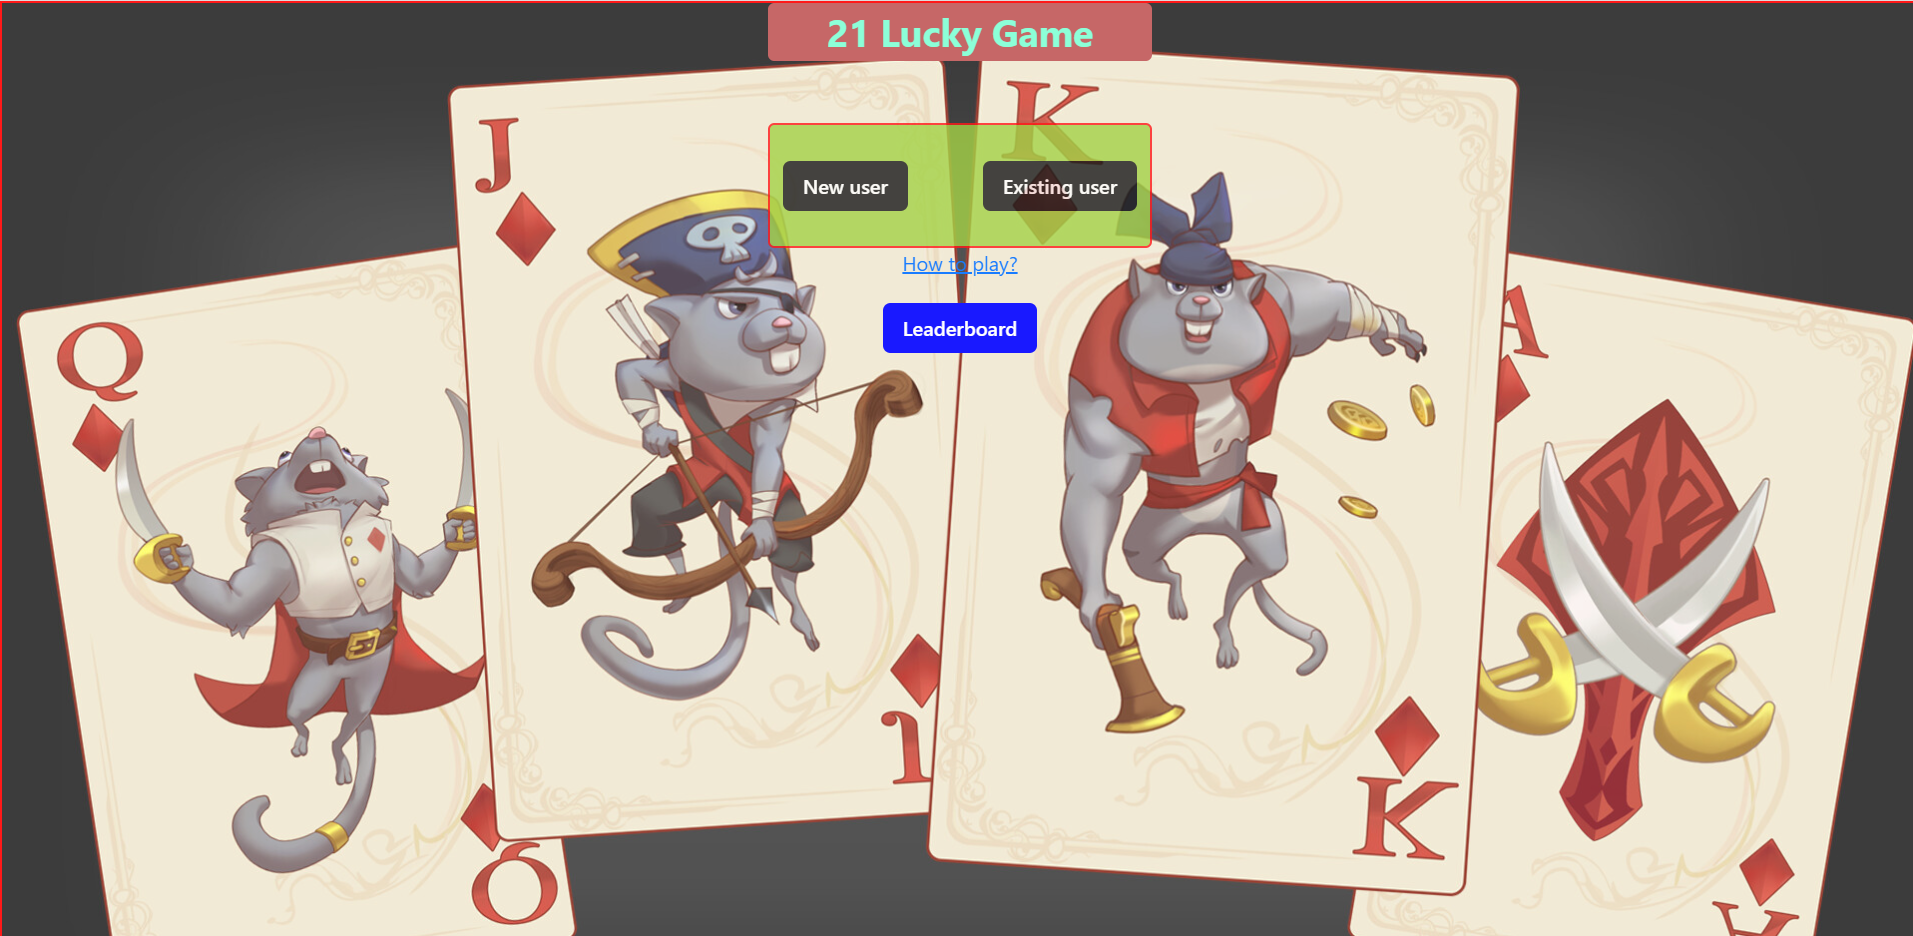 21 Lucky Game
J
K
New user
Existing user
How to play?
A
Leaderboard
Q
J
K
Q
A